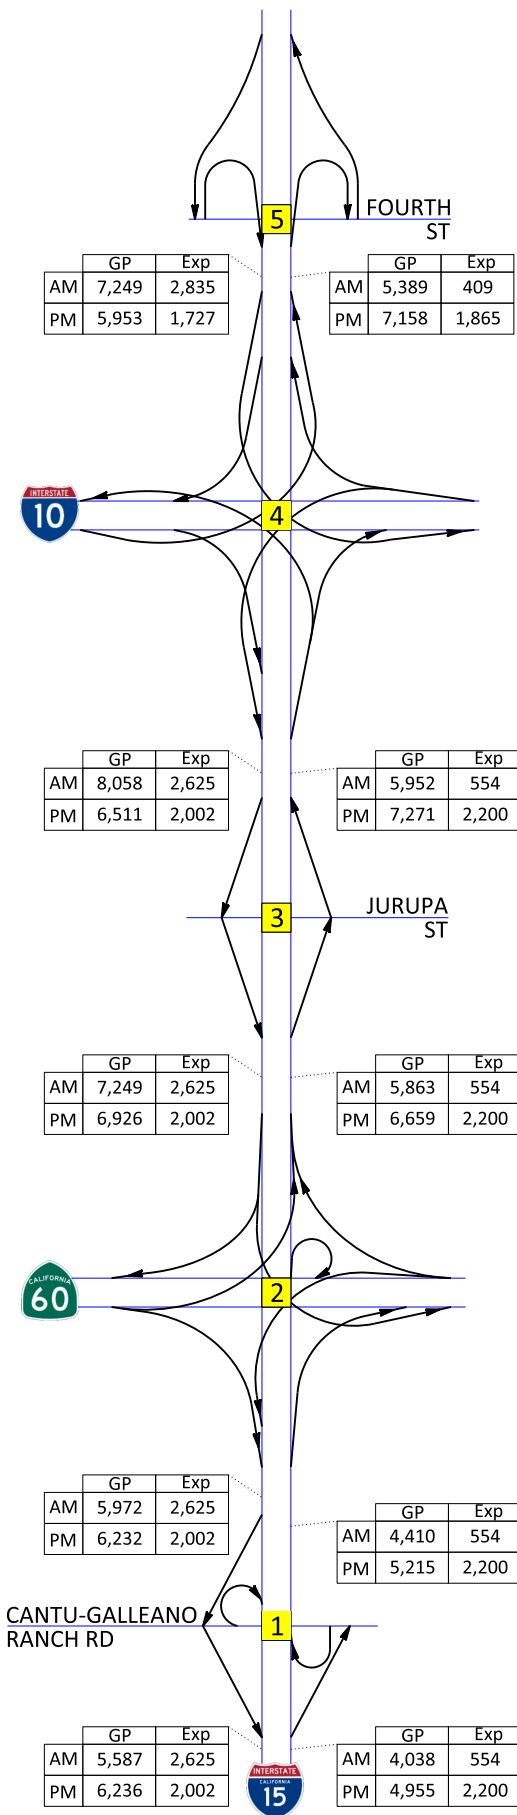 5
FOURTH
ST
GP Exp
AM 7,249 2,835
PM 5,953 1,727
GP Exp
AM 5,389 409
PM 7,158 1,865
INTERSTATE
10
4
GP Exp
AM 8,058 2,625
PM 6,511 2,002
GP Exp
AM 5,952 554
PM 7,271 2,200
3
JURUPA
ST
GP Exp
AM 7,249 2,625
PM 6,926 2,002
GP Exp
AM 5,863 554
PM 6,659 2,200
CALIFORNIA
60
2
GP Exp
AM 5,972 2,625
PM 6,232 2,002
GP Exp
AM 4,410 554
PM 5,215 2,200
CANTU-GALLEANO
RANCH RD
1
GP Exp
AM 5,587 2,625
PM 6,236 2,002
GP Exp
AM 4,038 554
PM 4,955 2,200
INTERSTATE
CALIFORNIA
15